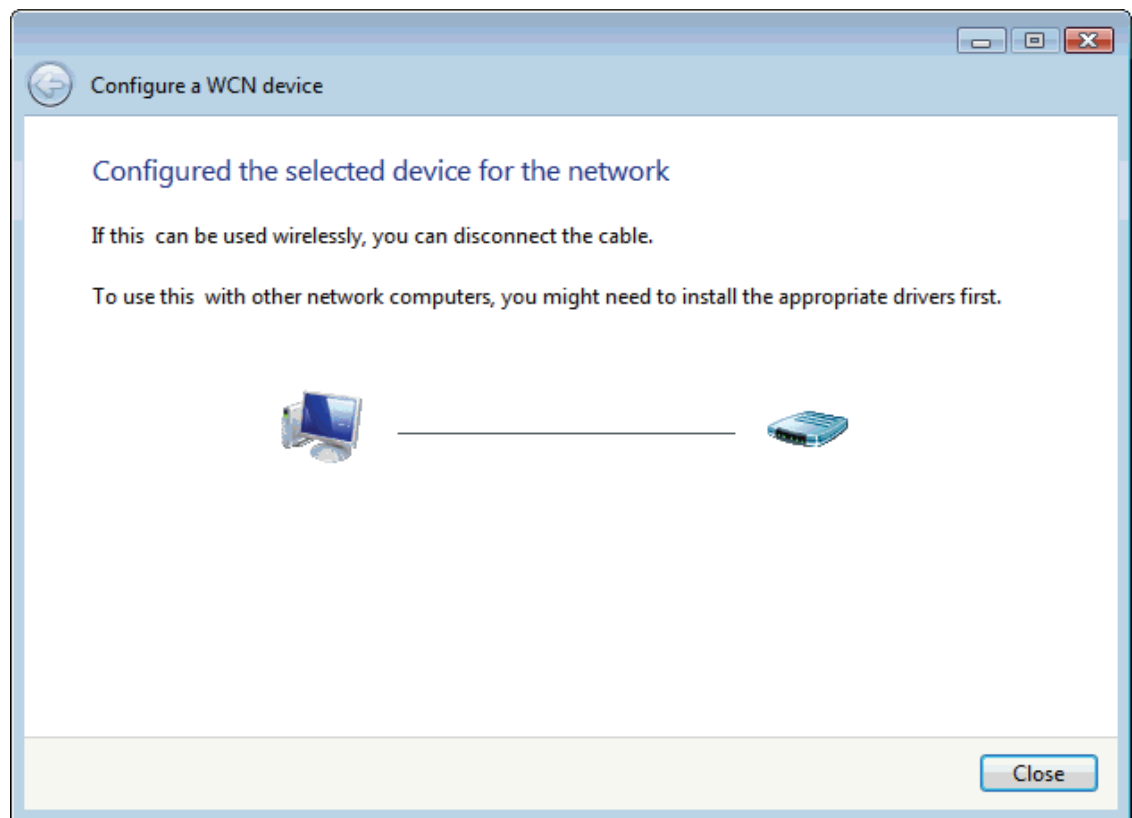 Configure a WCN device
Configured the selected device for the network
If this  can be used wirelessly, you can disconnect the cable.
To use this  with other network computers, you might need to install the appropriate drivers first.
Close